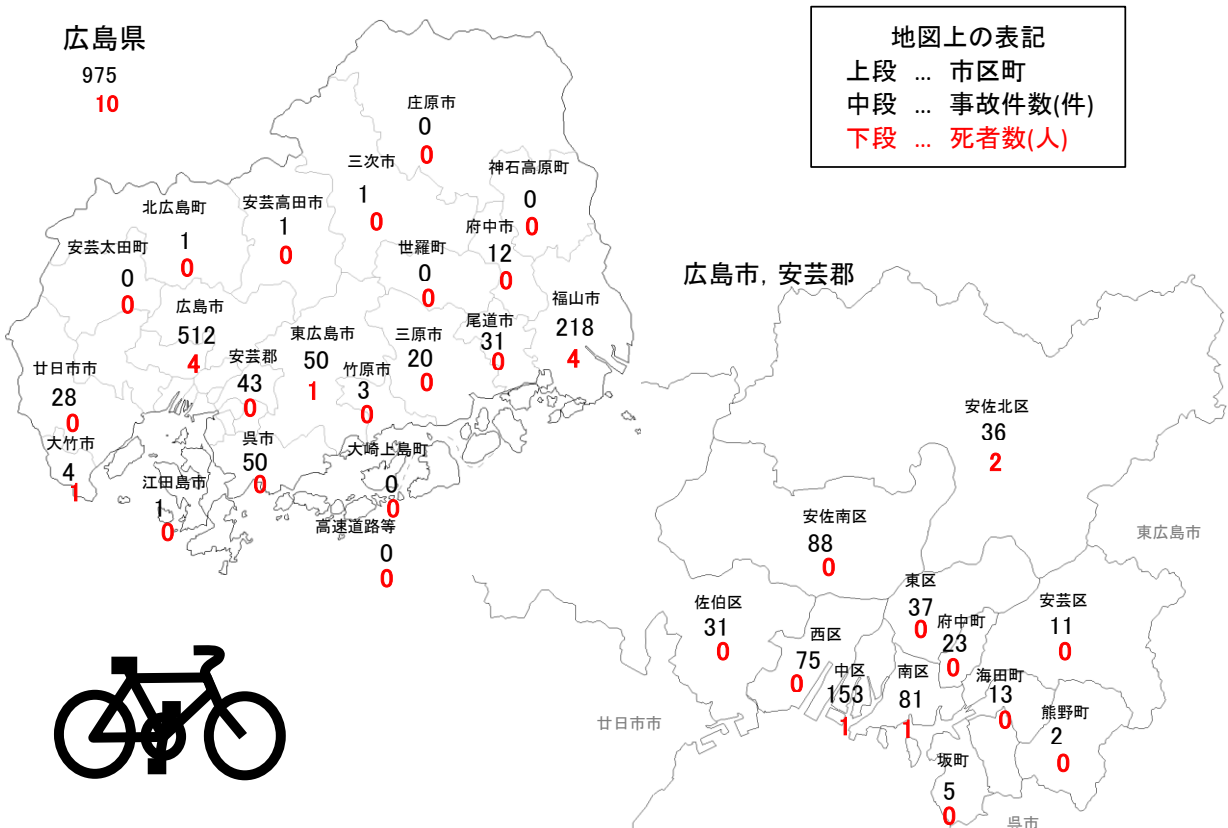 広島県
975
10
地図上の表記
上段 … 市区町
中段 … 事故件数(件)
下段 … 死者数(人)
庄原市
0
0
三次市
1
0
神石高原町
0
0
北広島町
1
0
安芸高田市
1
0
府中市
12
0
安芸太田町
0
0
世羅町
0
0
広島市
512
4
福山市
218
4
尾道市
31
0
東広島市
50
1
三原市
20
0
安芸郡
43
0
竹原市
3
0
廿日市市
28
0
大竹市
4
1
呉市
50
0
大崎上島町
0
0
江田島市
1
0
高速道路等
0
0
広島市, 安芸郡
安佐北区
36
2
安佐南区
88
0
東広島市
東区
37
0
佐伯区
31
0
安芸区
11
0
府中町
23
0
西区
75
0
中区
153
1
南区
81
1
海田町
13
0
熊野町
2
0
廿日市市
坂町
5
0
呉市